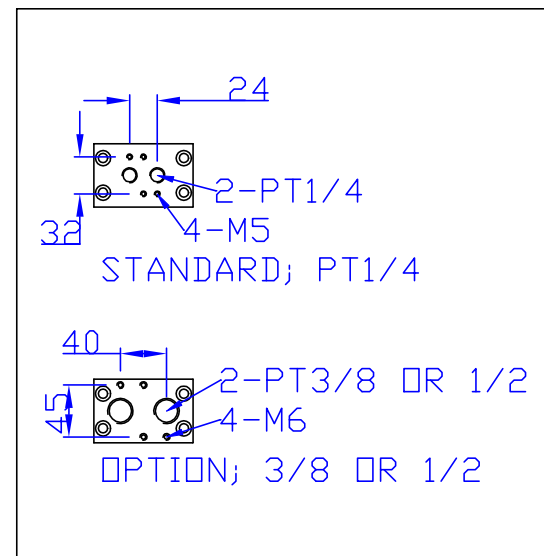 24
2-PT1/4
32
4-M5
STANDARD; PT1/4
40
2-PT3/8 OR 1/2
45
4-M6
OPTION; 3/8 OR 1/2